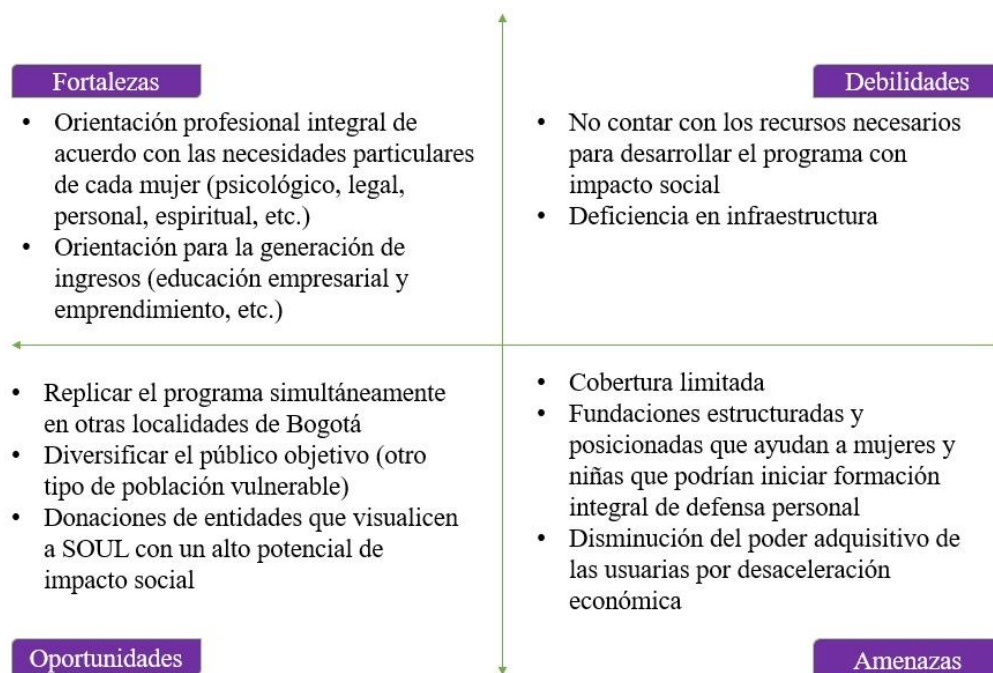 Fortalezas
• Orientación profesional integral de
acuerdo con las necesidades particulares
de cada mujer (psicológico, legal,
personal, espiritual, etc.)
• Orientación para la generación de
ingresos (educación empresarial y
emprendimiento, etc.)
Debilidades
• No contar con los recursos necesarios
para desarrollar el programa con
impacto social
• Deficiencia en infraestructura
• Replicar el programa simultáneamente
en otras localidades de Bogotá
• Diversificar el público objetivo (otro
tipo de población vulnerable)
• Donaciones de entidades que visualicen
a SOUL con un alto potencial de
impacto social
Oportunidades
• Cobertura limitada
• Fundaciones estructuradas y
posicionadas que ayudan a mujeres y
niñas que podrían iniciar formación
integral de defensa personal
• Disminución del poder adquisitivo de
las usuarias por desaceleración
económica
Amenazas